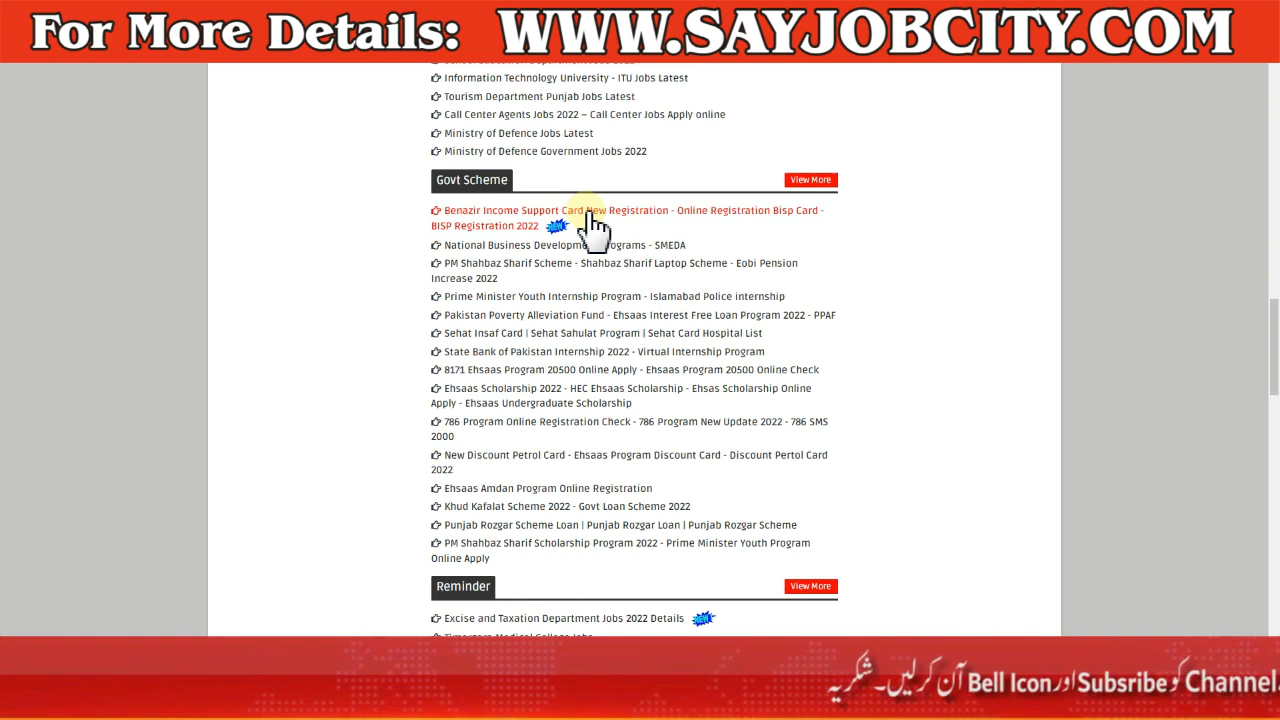 For More Details: WWW.SAYJOBCITY.COM
Information Technology University - ITU Jobs Latest
Tourism Department Punjab Jobs Latest
Call Center Agents Jobs 2022 – Call Center Jobs Apply online
Ministry of Defence Jobs Latest
Ministry of Defence Government Jobs 2022
Govt Scheme View More
Benazir Income Support Card New Registration - Online Registration Bisp Card -
BISP Registration 2022 NEW
National Business Development Programs - SMEDA
PM Shahbaz Sharif Scheme - Shahbaz Sharif Laptop Scheme - Eobi Pension
Increase 2022
Prime Minister Youth Internship Program - Islamabad Police internship
Pakistan Poverty Alleviation Fund - Ehsaas Interest Free Loan Program 2022 - PPAF
Sehat Insaf Card | Sehat Sahulat Program | Sehat Card Hospital List
State Bank of Pakistan Internship 2022 - Virtual Internship Program
8171 Ehsaas Program 20500 Online Apply - Ehsaas Program 20500 Online Check
Ehsaas Scholarship 2022 - HEC Ehsaas Scholarship - Ehsas Scholarship Online
Apply - Ehsaas Undergraduate Scholarship
786 Program Online Registration Check - 786 Program New Update 2022 - 786 SMS
2000
New Discount Petrol Card - Ehsaas Program Discount Card - Discount Pertol Card
2022
Ehsaas Amdan Program Online Registration
Khud Kafalat Scheme 2022 - Govt Loan Scheme 2022
Punjab Rozgar Scheme Loan | Punjab Rozgar Loan | Punjab Rozgar Scheme
PM Shahbaz Sharif Scholarship Program 2022 - Prime Minister Youth Program
Online Apply
Reminder View More
Excise and Taxation Department Jobs 2022 Details NEW
Channel کو Subsribe اور Bell Icon آن کرلیں۔ شکریہ